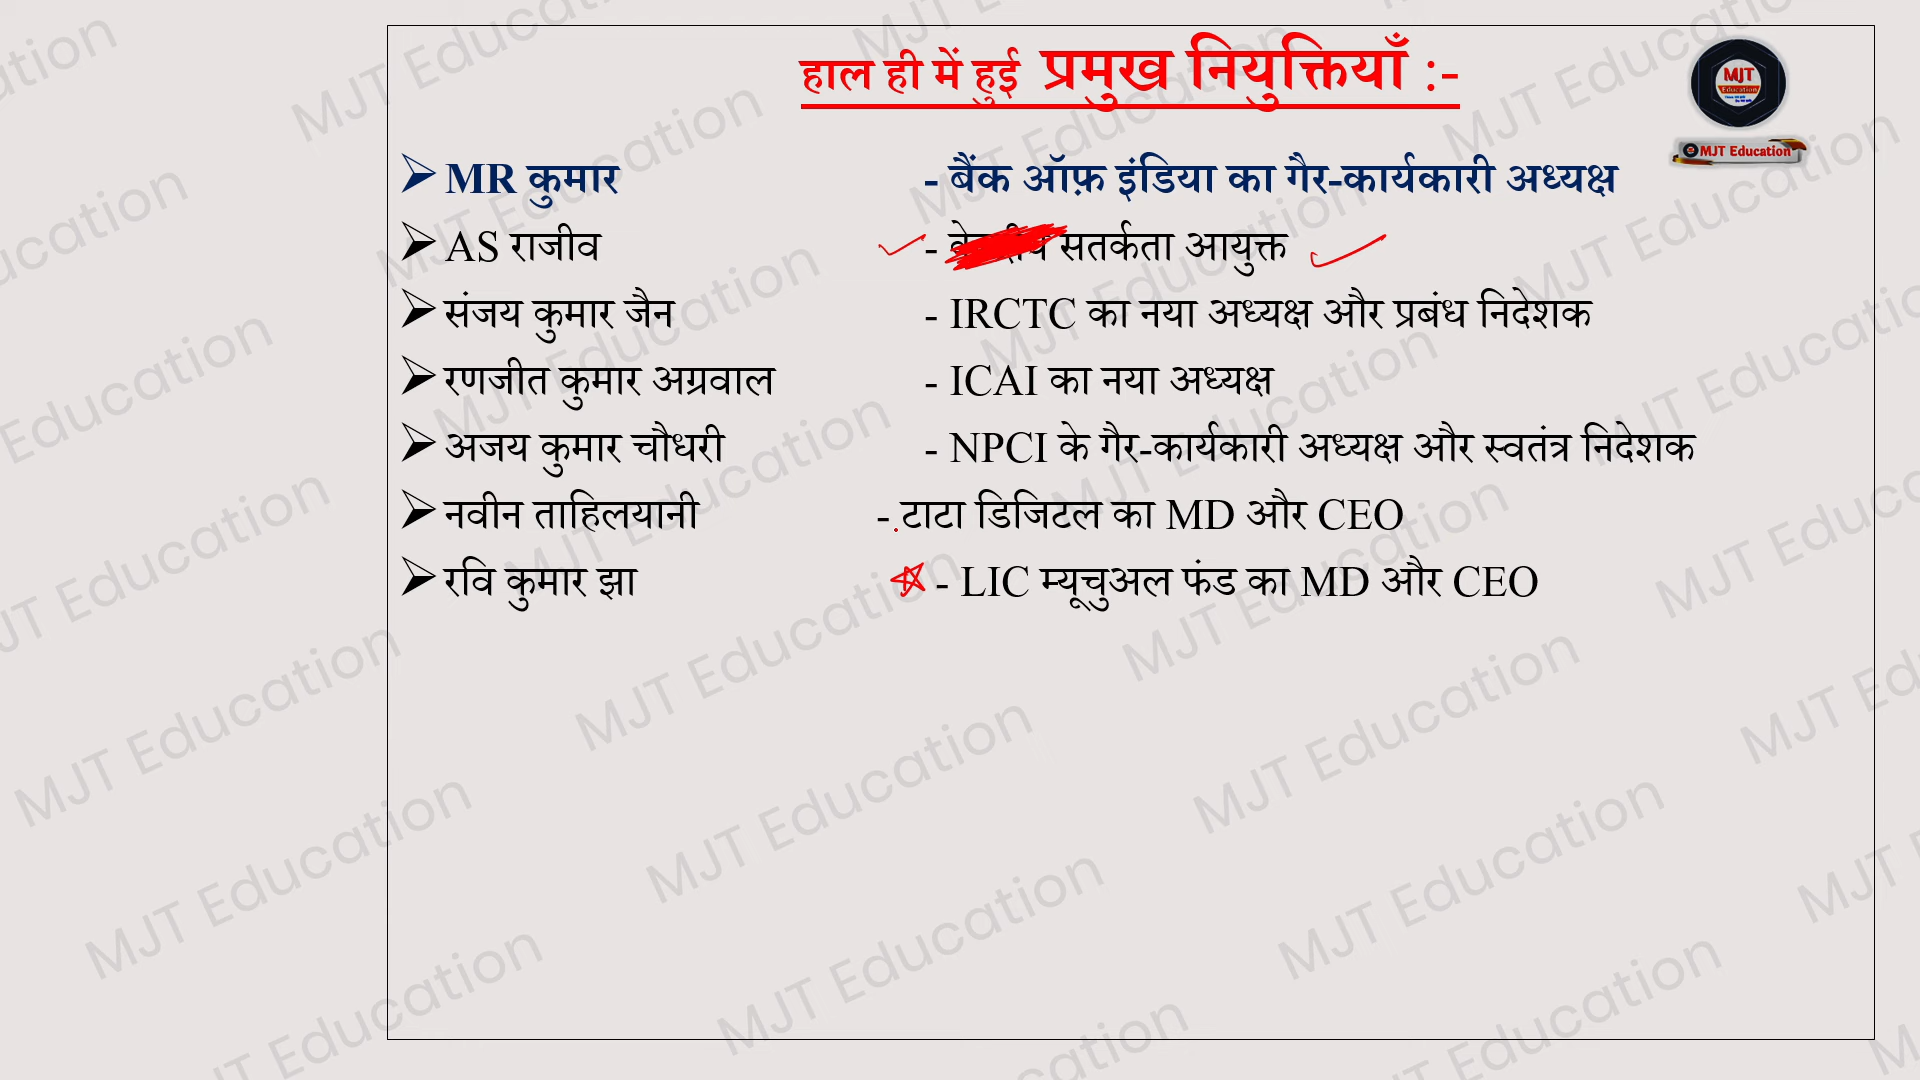 हाल ही में हुई प्रमुख नियुक्तियाँ :-
MJT
Education
MJT Education
MR कुमार - बैंक ऑफ़ इंडिया का गैर-कार्यकारी अध्यक्ष
AS राजीव - सतर्कता आयुक्त
संजय कुमार जैन - IRCTC का नया अध्यक्ष और प्रबंध निदेशक
रणजीत कुमार अग्रवाल - ICAI का नया अध्यक्ष
अजय कुमार चौधरी - NPCI के गैर-कार्यकारी अध्यक्ष और स्वतंत्र निदेशक
नवीन ताहिलयानी - टाटा डिजिटल का MD और CEO
रवि कुमार झा - LIC म्यूचुअल फंड का MD और CEO